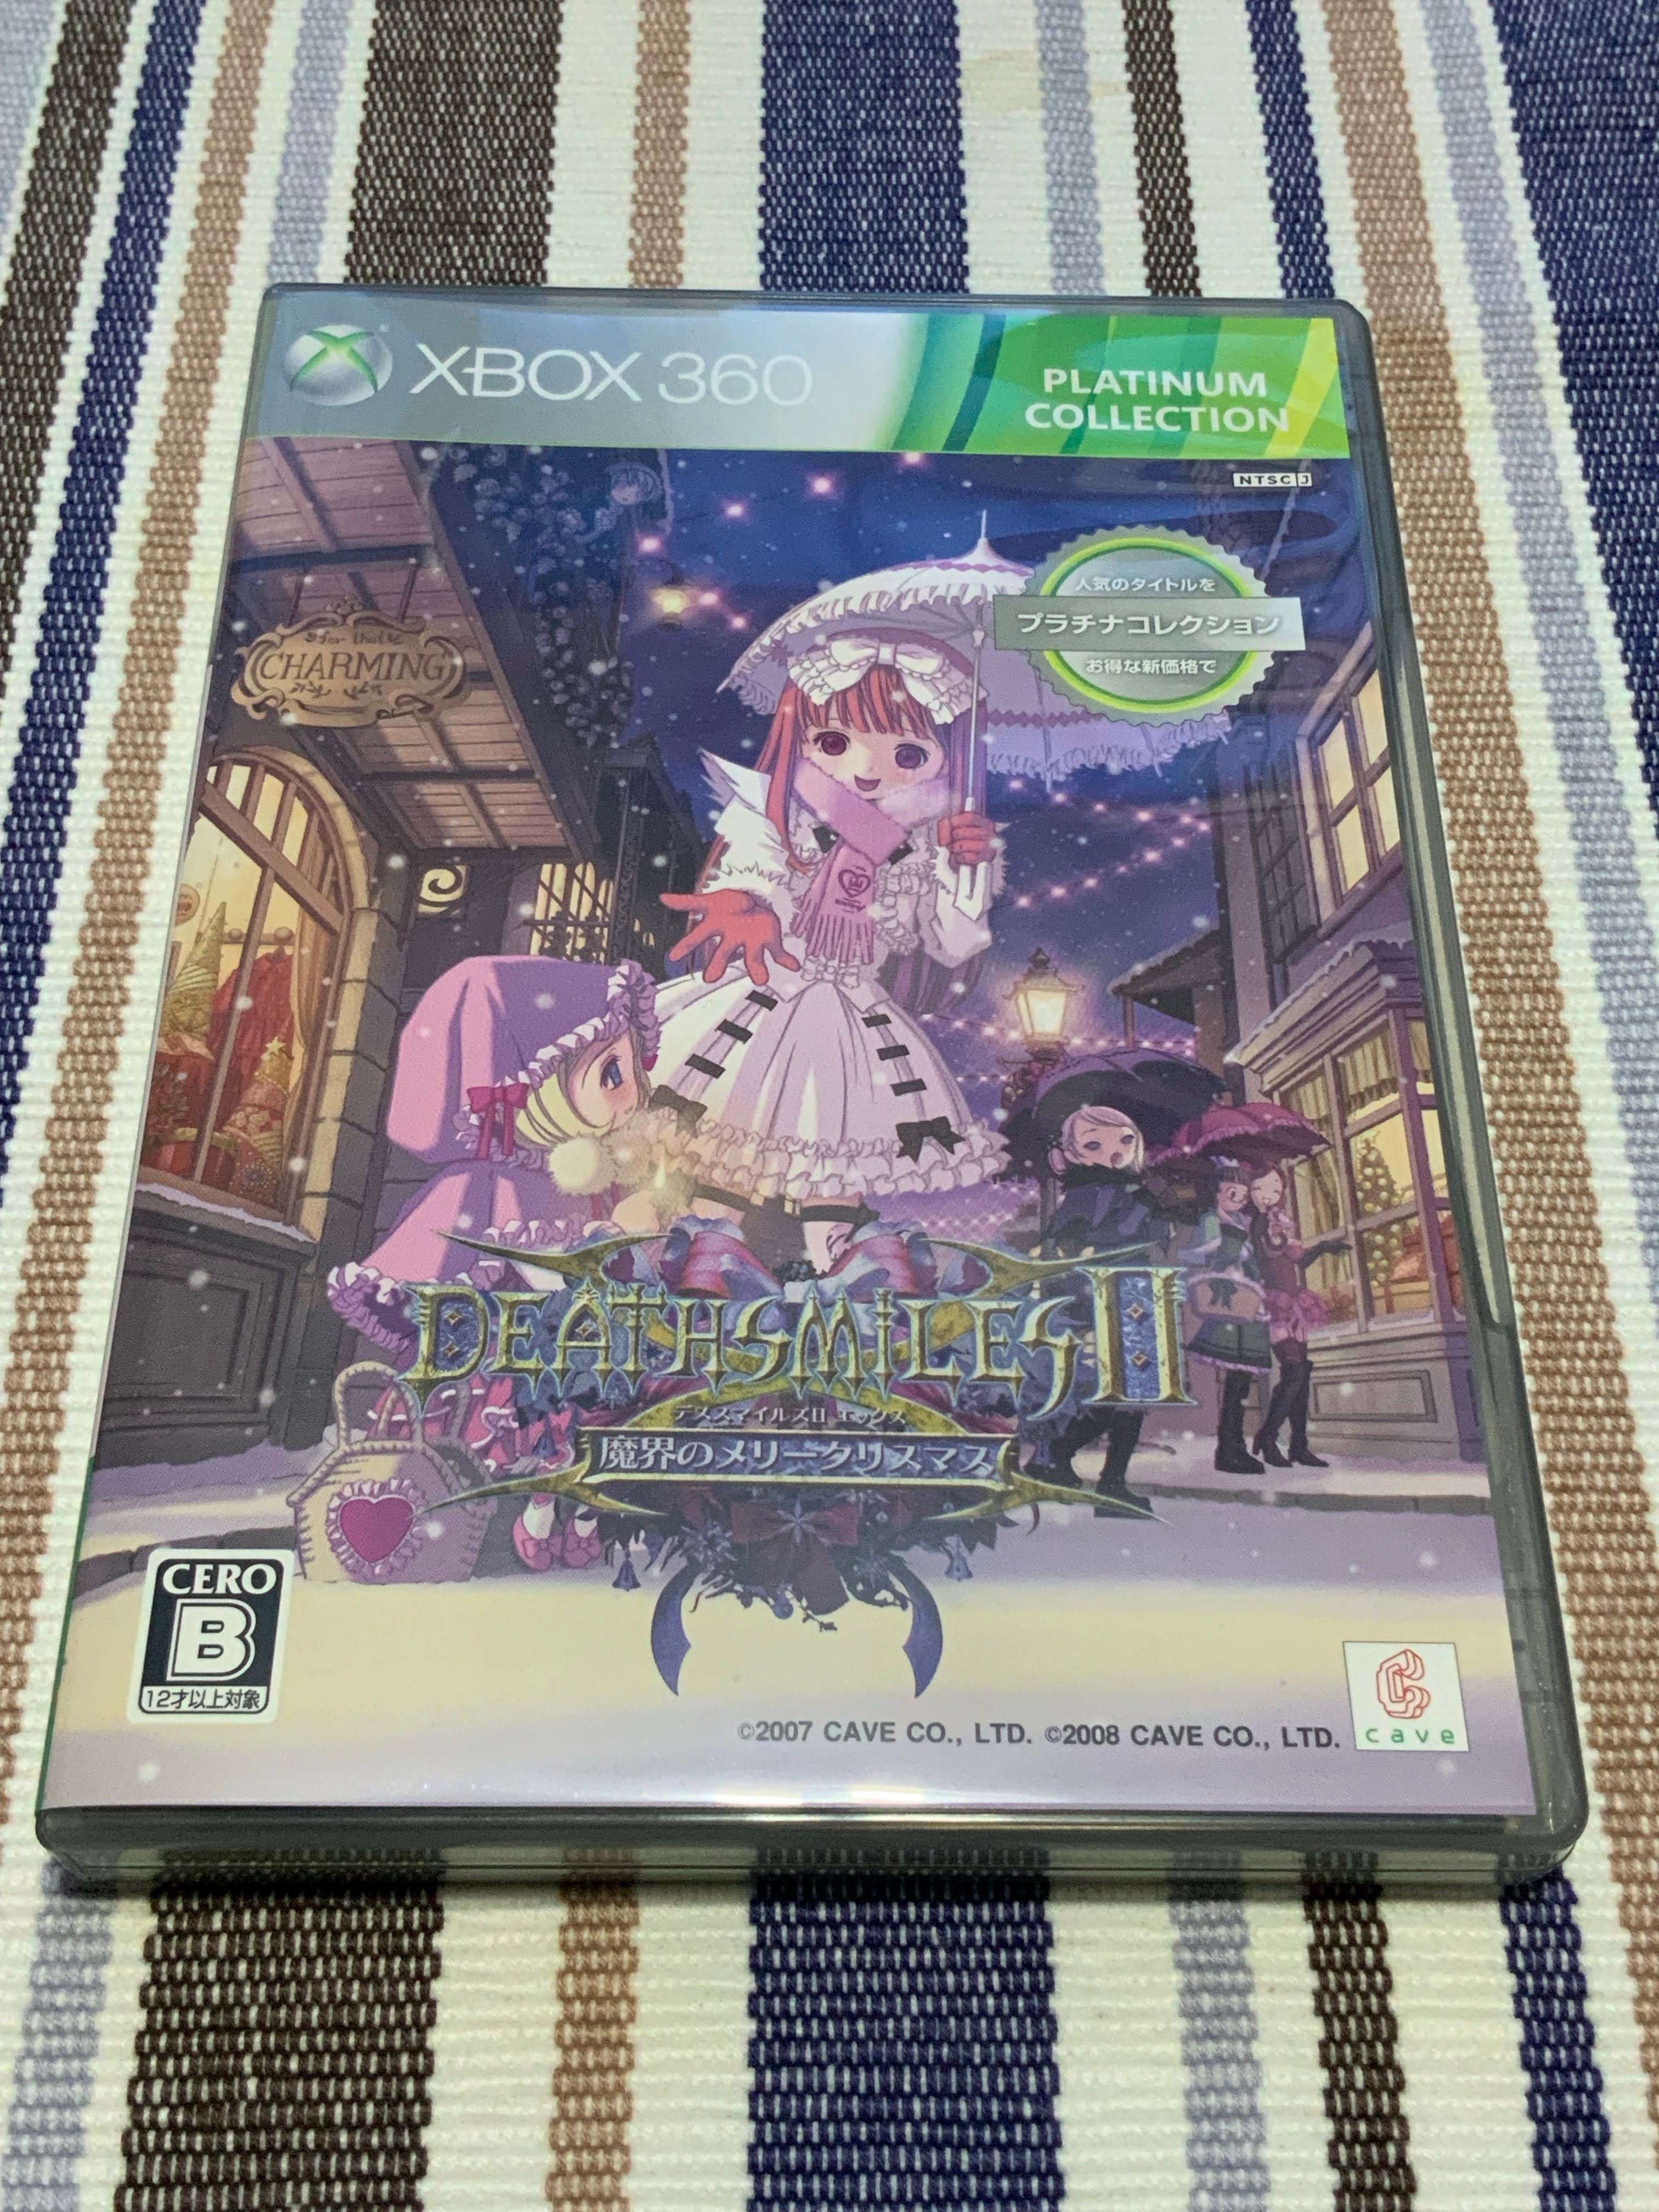 XBOX 360
PLATINUM
COLLECTION
NTSC J
人気のタイトルを
プラチナコレクション
お得な新価格で
for that
CHARMING
DEATHSMILES II
デススマイルズII エックス
魔界のメリークリスマス
CERO
B
12才以上対象
©2007 CAVE CO., LTD. ©2008 CAVE CO., LTD.
cave